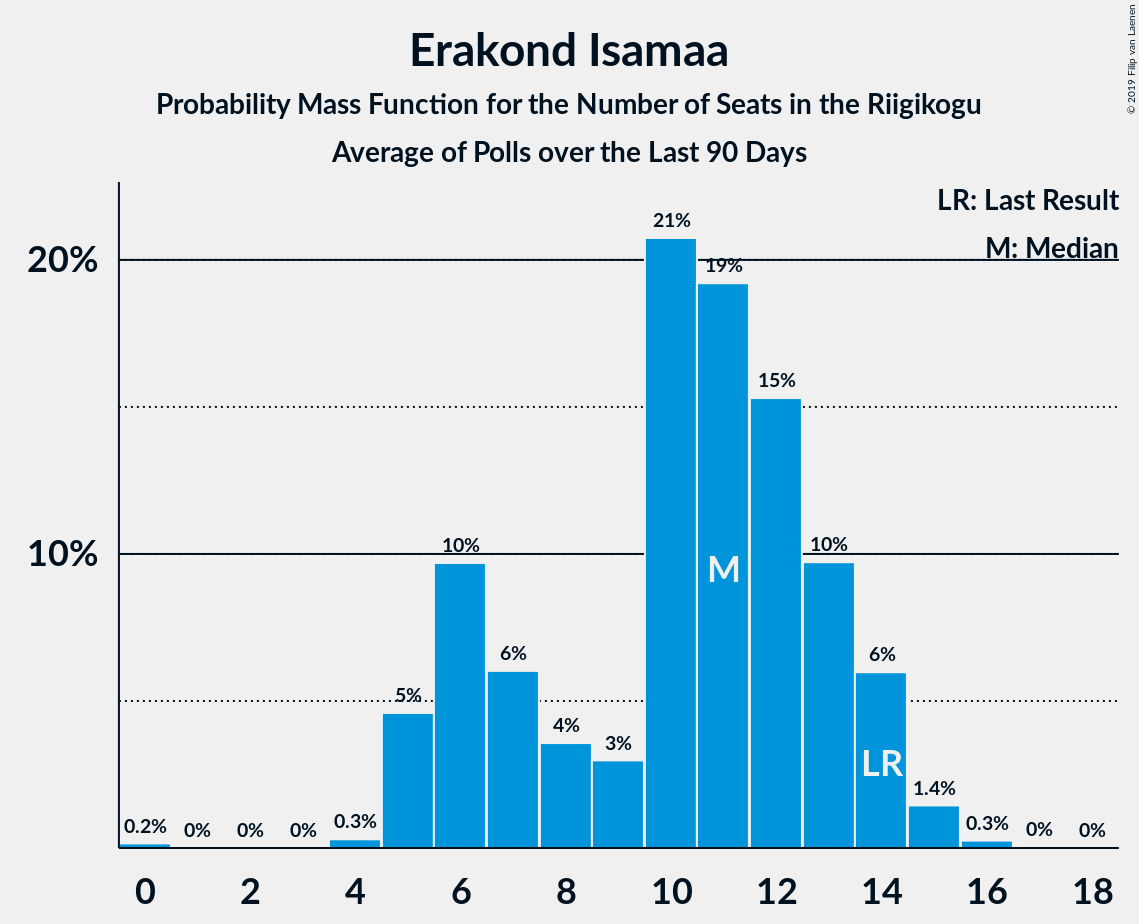 Erakond Isamaa
Probability Mass Function for the Number of Seats in the Riigikogu
Average of Polls over the Last 90 Days
© 2019 Filip van Laenen
LR: Last Result
M: Median
20%
10%
0.2%
0%
0%
0%
0.3%
5%
10%
6%
4%
3%
21%
19%
15%
10%
6%
1.4%
0.3%
0%
0%
M
LR
0 2 4 6 8 10 12 14 16 18